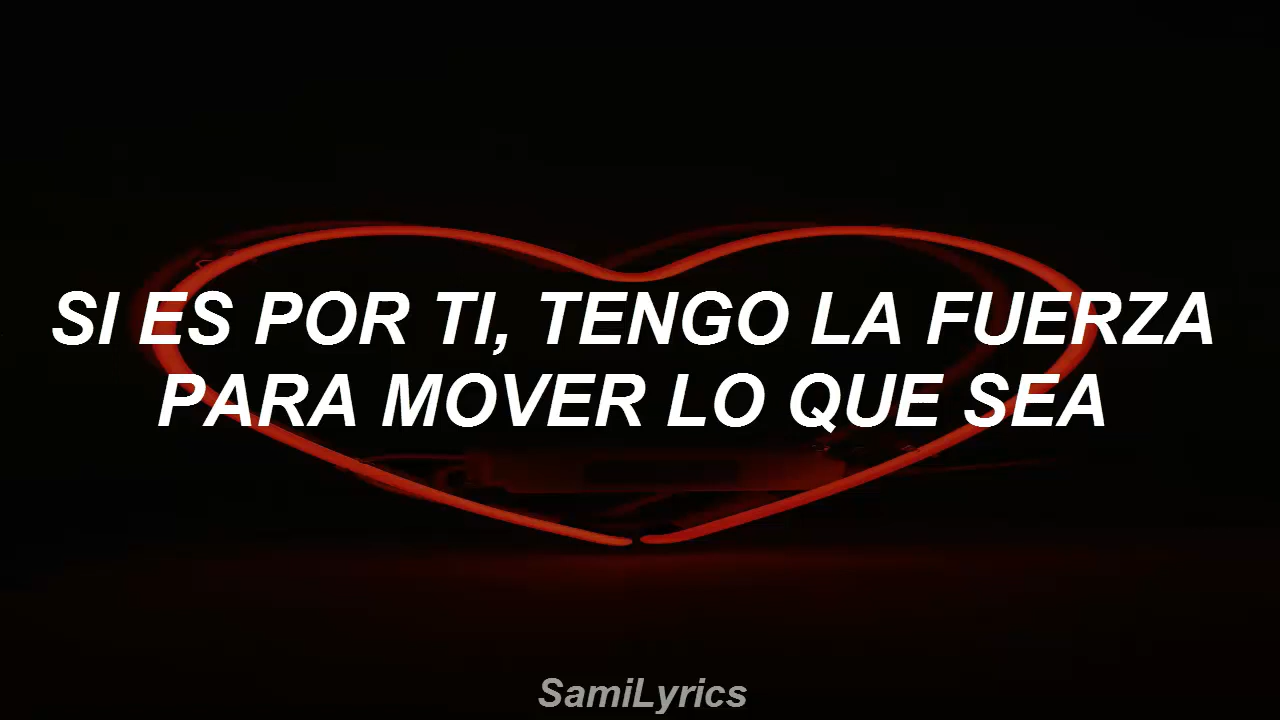 SI ES POR TI, TENGO LA FUERZA
PARA MOVER LO QUE SEA
SamiLyrics